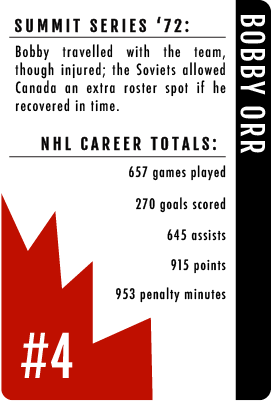 SUMMIT SERIES ‘72:
Bobby travelled with the team,
though injured; the Soviets allowed
Canada an extra roster spot if he
recovered in time.
NHL CAREER TOTALS:
657 games played
270 goals scored
645 assists
915 points
953 penalty minutes
#4
BOBBY ORR